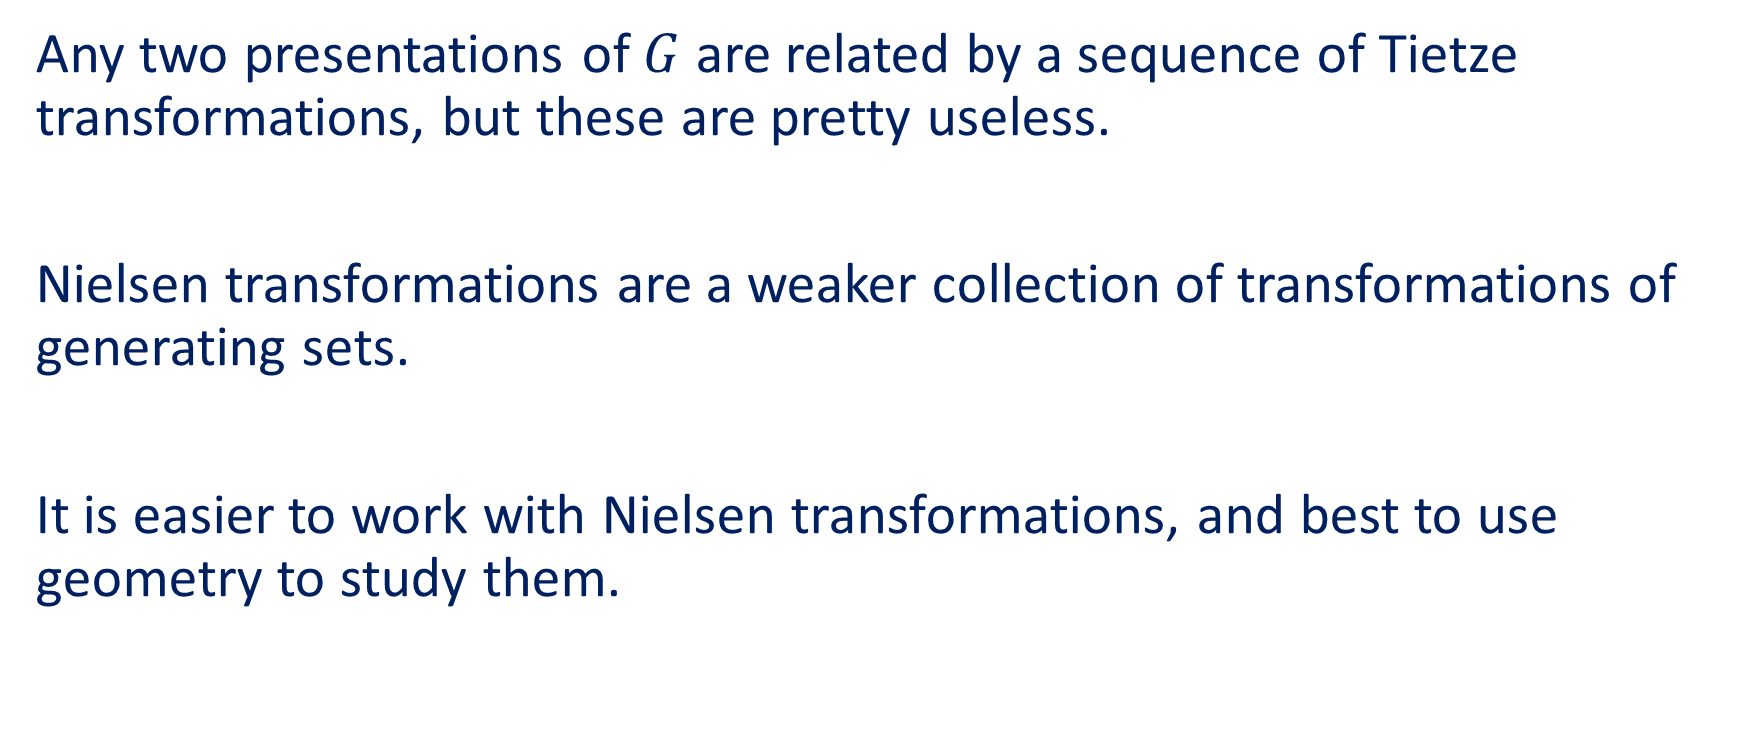 Any two presentations of G are related by a sequence of Tietze
transformations, but these are pretty useless.
Nielsen transformations are a weaker collection of transformations of
generating sets.
It is easier to work with Nielsen transformations, and best to use
geometry to study them.